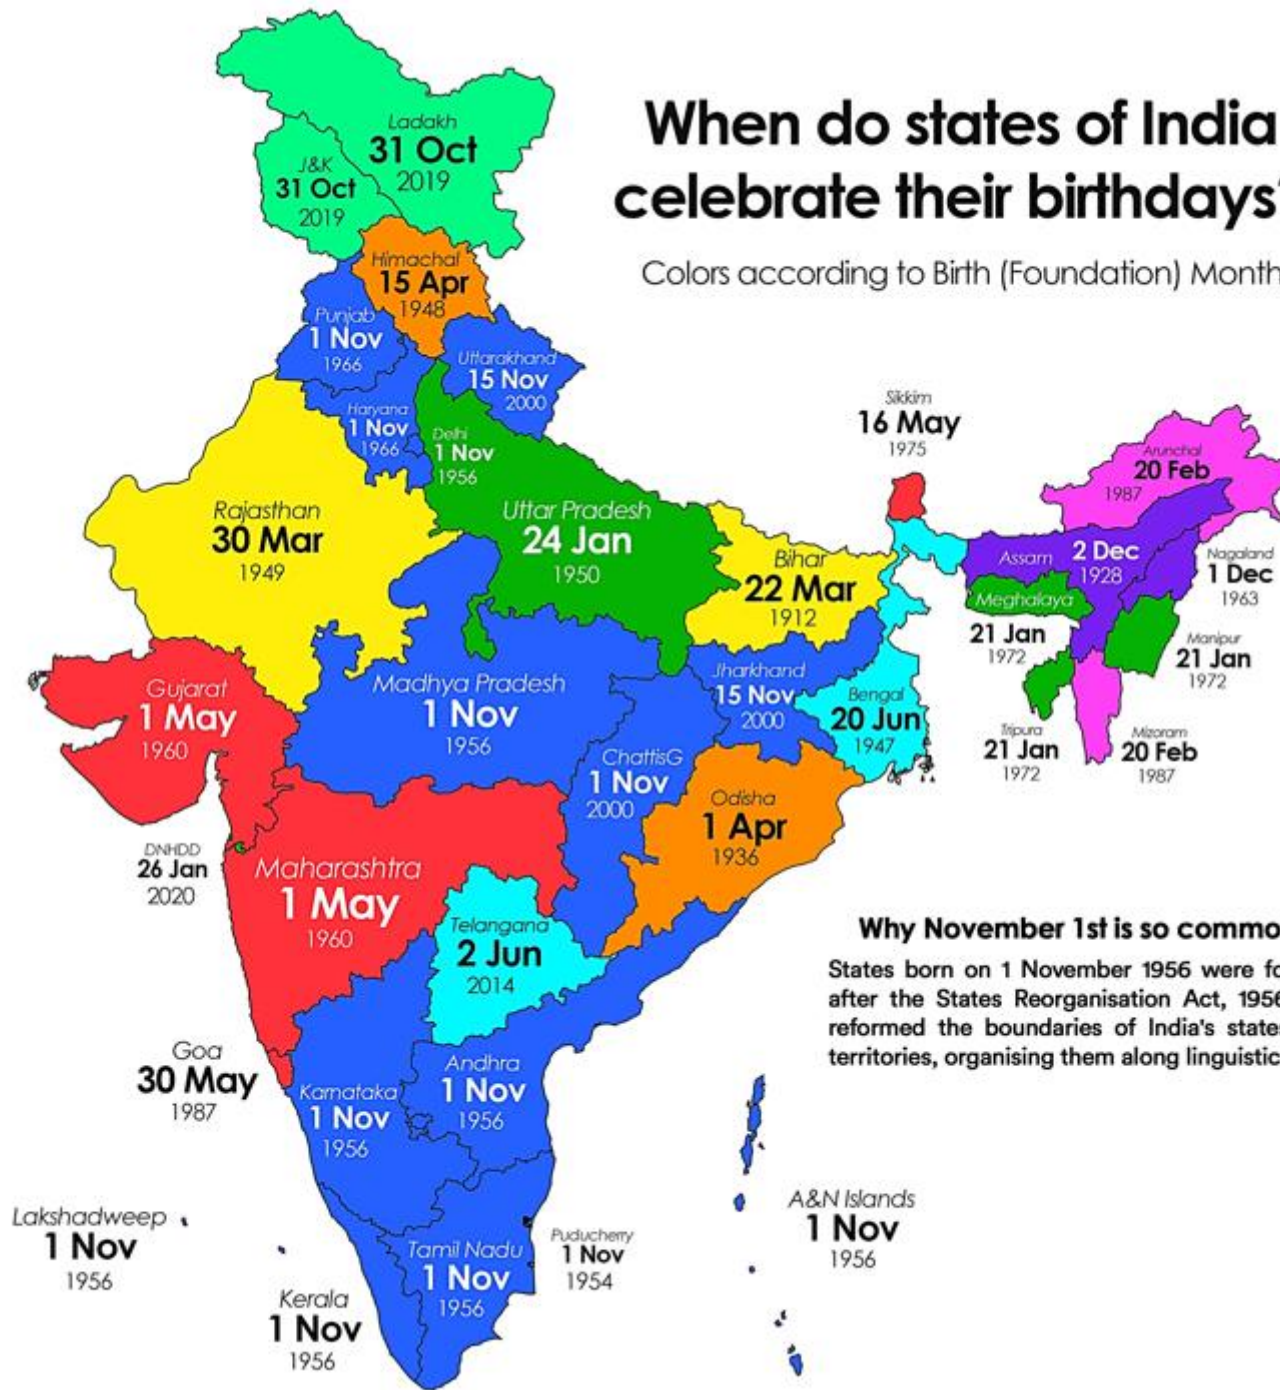 When do states of India
celebrate their birthdays
Colors according to Birth (Foundation) Month
Ladakh
31 Oct
2019
J&K
31 Oct
2019
Himachal
15 Apr
1948
Punjab
1 Nov
1966
Uttarakhand
15 Nov
2000
Haryana
1 Nov
1966
Delhi
1 Nov
1956
Sikkim
16 May
1975
Arunchal
20 Feb
1987
Rajasthan
30 Mar
1949
Uttar Pradesh
24 Jan
1950
Bihar
22 Mar
1912
Assam
2 Dec
1928
Nagaland
1 Dec
1963
Meghalaya
21 Jan
1972
Manipur
21 Jan
1972
Tripura
21 Jan
1972
Mizoram
20 Feb
1987
Gujarat
1 May
1960
Madhya Pradesh
1 Nov
1956
Jharkhand
15 Nov
2000
Bengal
20 Jun
1947
ChattisG
1 Nov
2000
Odisha
1 Apr
1936
DNHDD
26 Jan
2020
Maharashtra
1 May
1960
Telangana
2 Jun
2014
Why November 1st is so commo
States born on 1 November 1956 were fo
after the States Reorganisation Act, 1956
reformed the boundaries of India's states
territories, organising them along linguistic
Goa
30 May
1987
Karnataka
1 Nov
1956
Andhra
1 Nov
1956
Lakshadweep
1 Nov
1956
Kerala
1 Nov
1956
Tamil Nadu
1 Nov
1956
Puducherry
1 Nov
1954
A&N Islands
1 Nov
1956